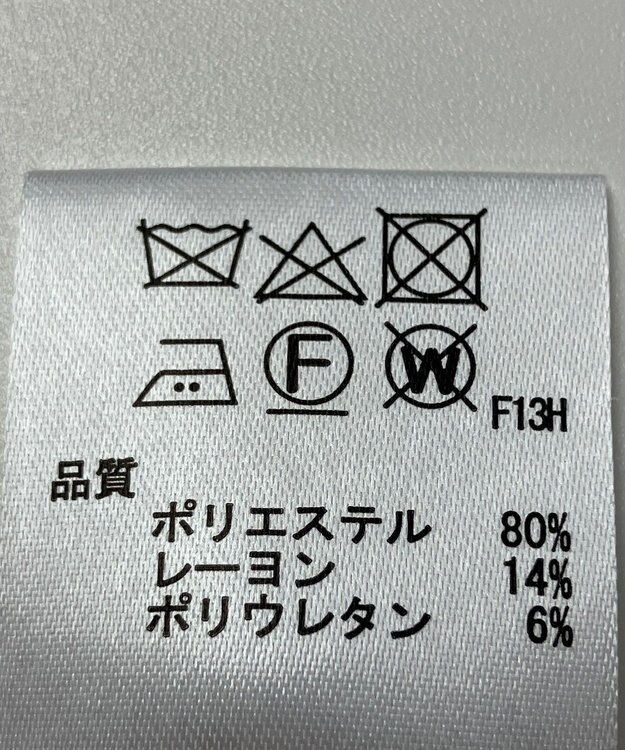 F W F13H
品質
ポリエステル 80%
レーヨン 14%
ポリウレタン 6%